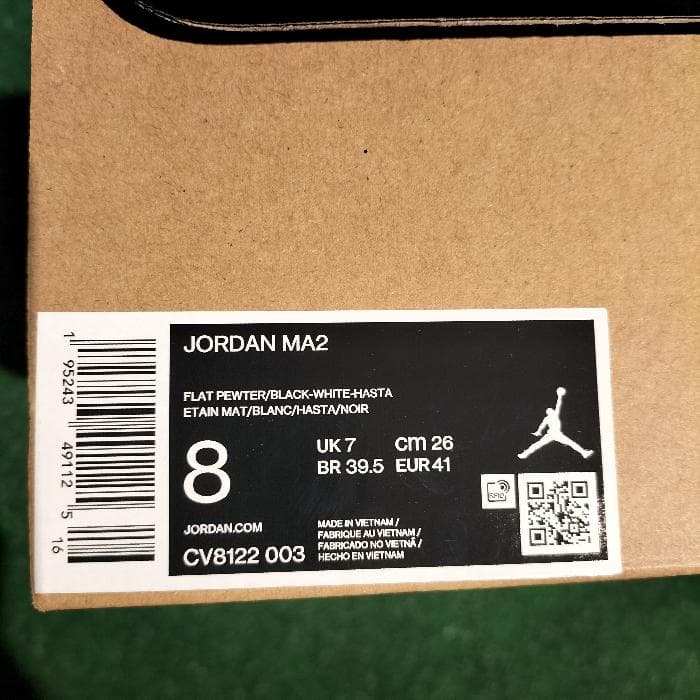 JORDAN MA2
FLAT PEWTER/BLACK-WHITE-HASTA
ETAIN MAT/BLANC/HASTA/NOIR
8
UK 7 cm 26
BR 39.5 EUR 41
RFID
JORDAN.COM
CV8122 003
MADE IN VIETNAM /
FABRIQUE AU VIETNAM /
FABRICADO NO VIETNÃ /
HECHO EN VIETNAM
1 95243 49112 5 16